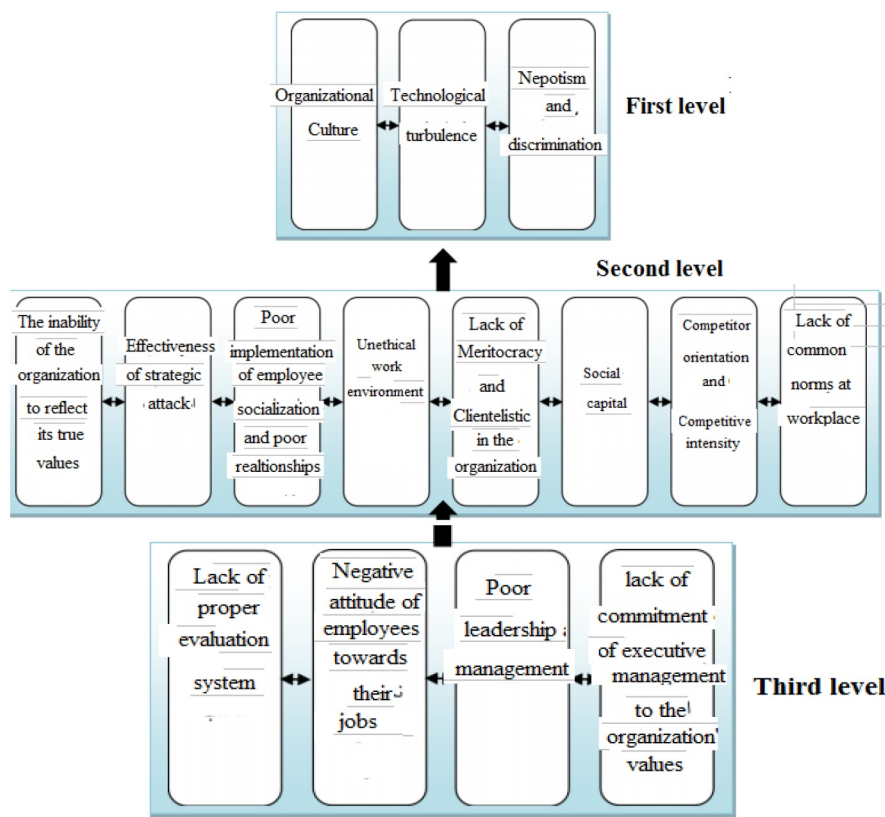 Organizational
Culture
Technological
turbulence
Nepotism
and
discrimination
First level
Second level
The inability
of the
organization
to reflect
its true
values
Effectiveness
of strategic
attack
Poor
implementation
of employee
socialization
and poor
realtionships
Unethical
work
environment
Lack of
Meritocracy
and
Clientelistic
in the
organization
Social
capital
Competitor
orientation
and
Competitive
intensity
Lack of
common
norms at
workplace
Lack of
proper
evaluation
system
Negative
attitude of
employees
towards
their
jobs
Poor
leadership
management
lack of
commitment
of executive
management
to the
organization'
values
Third level